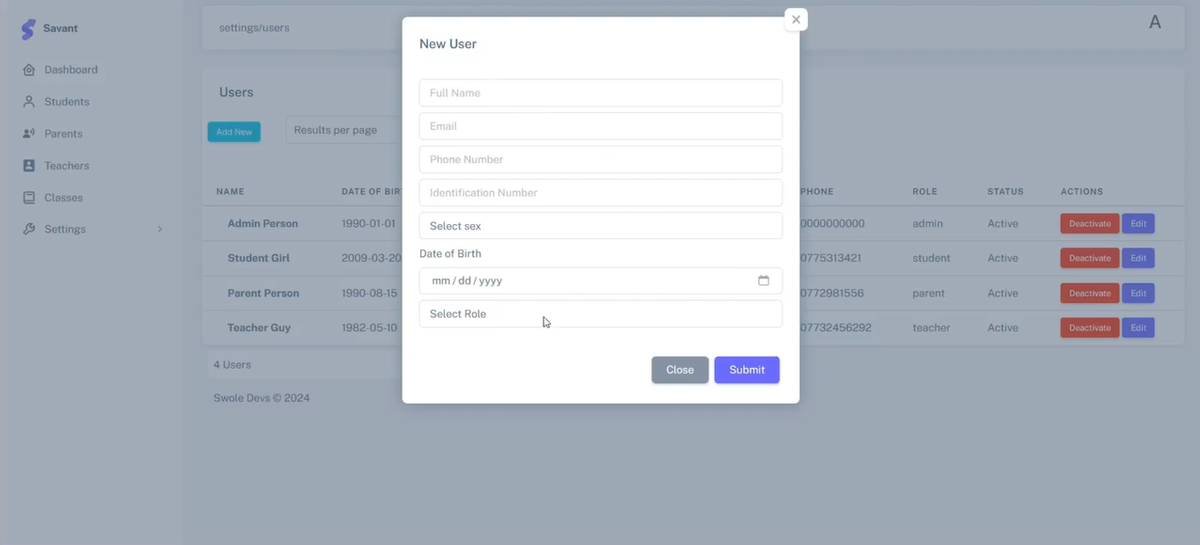 Savant
Dashboard
Students
Parents
Teachers
Classes
Settings
settings/users
A
Users
Add New
Results per page
NAME DATE OF BIRT PHONE ROLE STATUS ACTIONS
Admin Person 1990-01-01 0000000000 admin Active Deactivate Edit
Student Girl 2009-03-20 0775313421 student Active Deactivate Edit
Parent Person 1990-08-15 0772981556 parent Active Deactivate Edit
Teacher Guy 1982-05-10 07732456292 teacher Active Deactivate Edit
4 Users
Swole Devs © 2024
New User
Full Name
Email
Phone Number
Identification Number
Select sex
Date of Birth
mm/dd/yyyy
Select Role
Close Submit